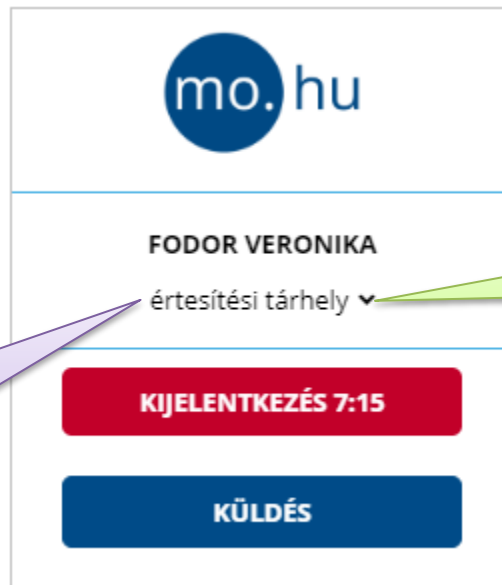 mo.hu
FODOR VERONIKA
értesítési tárhely
KIJELENTKEZÉS 7:15
KÜLDÉS